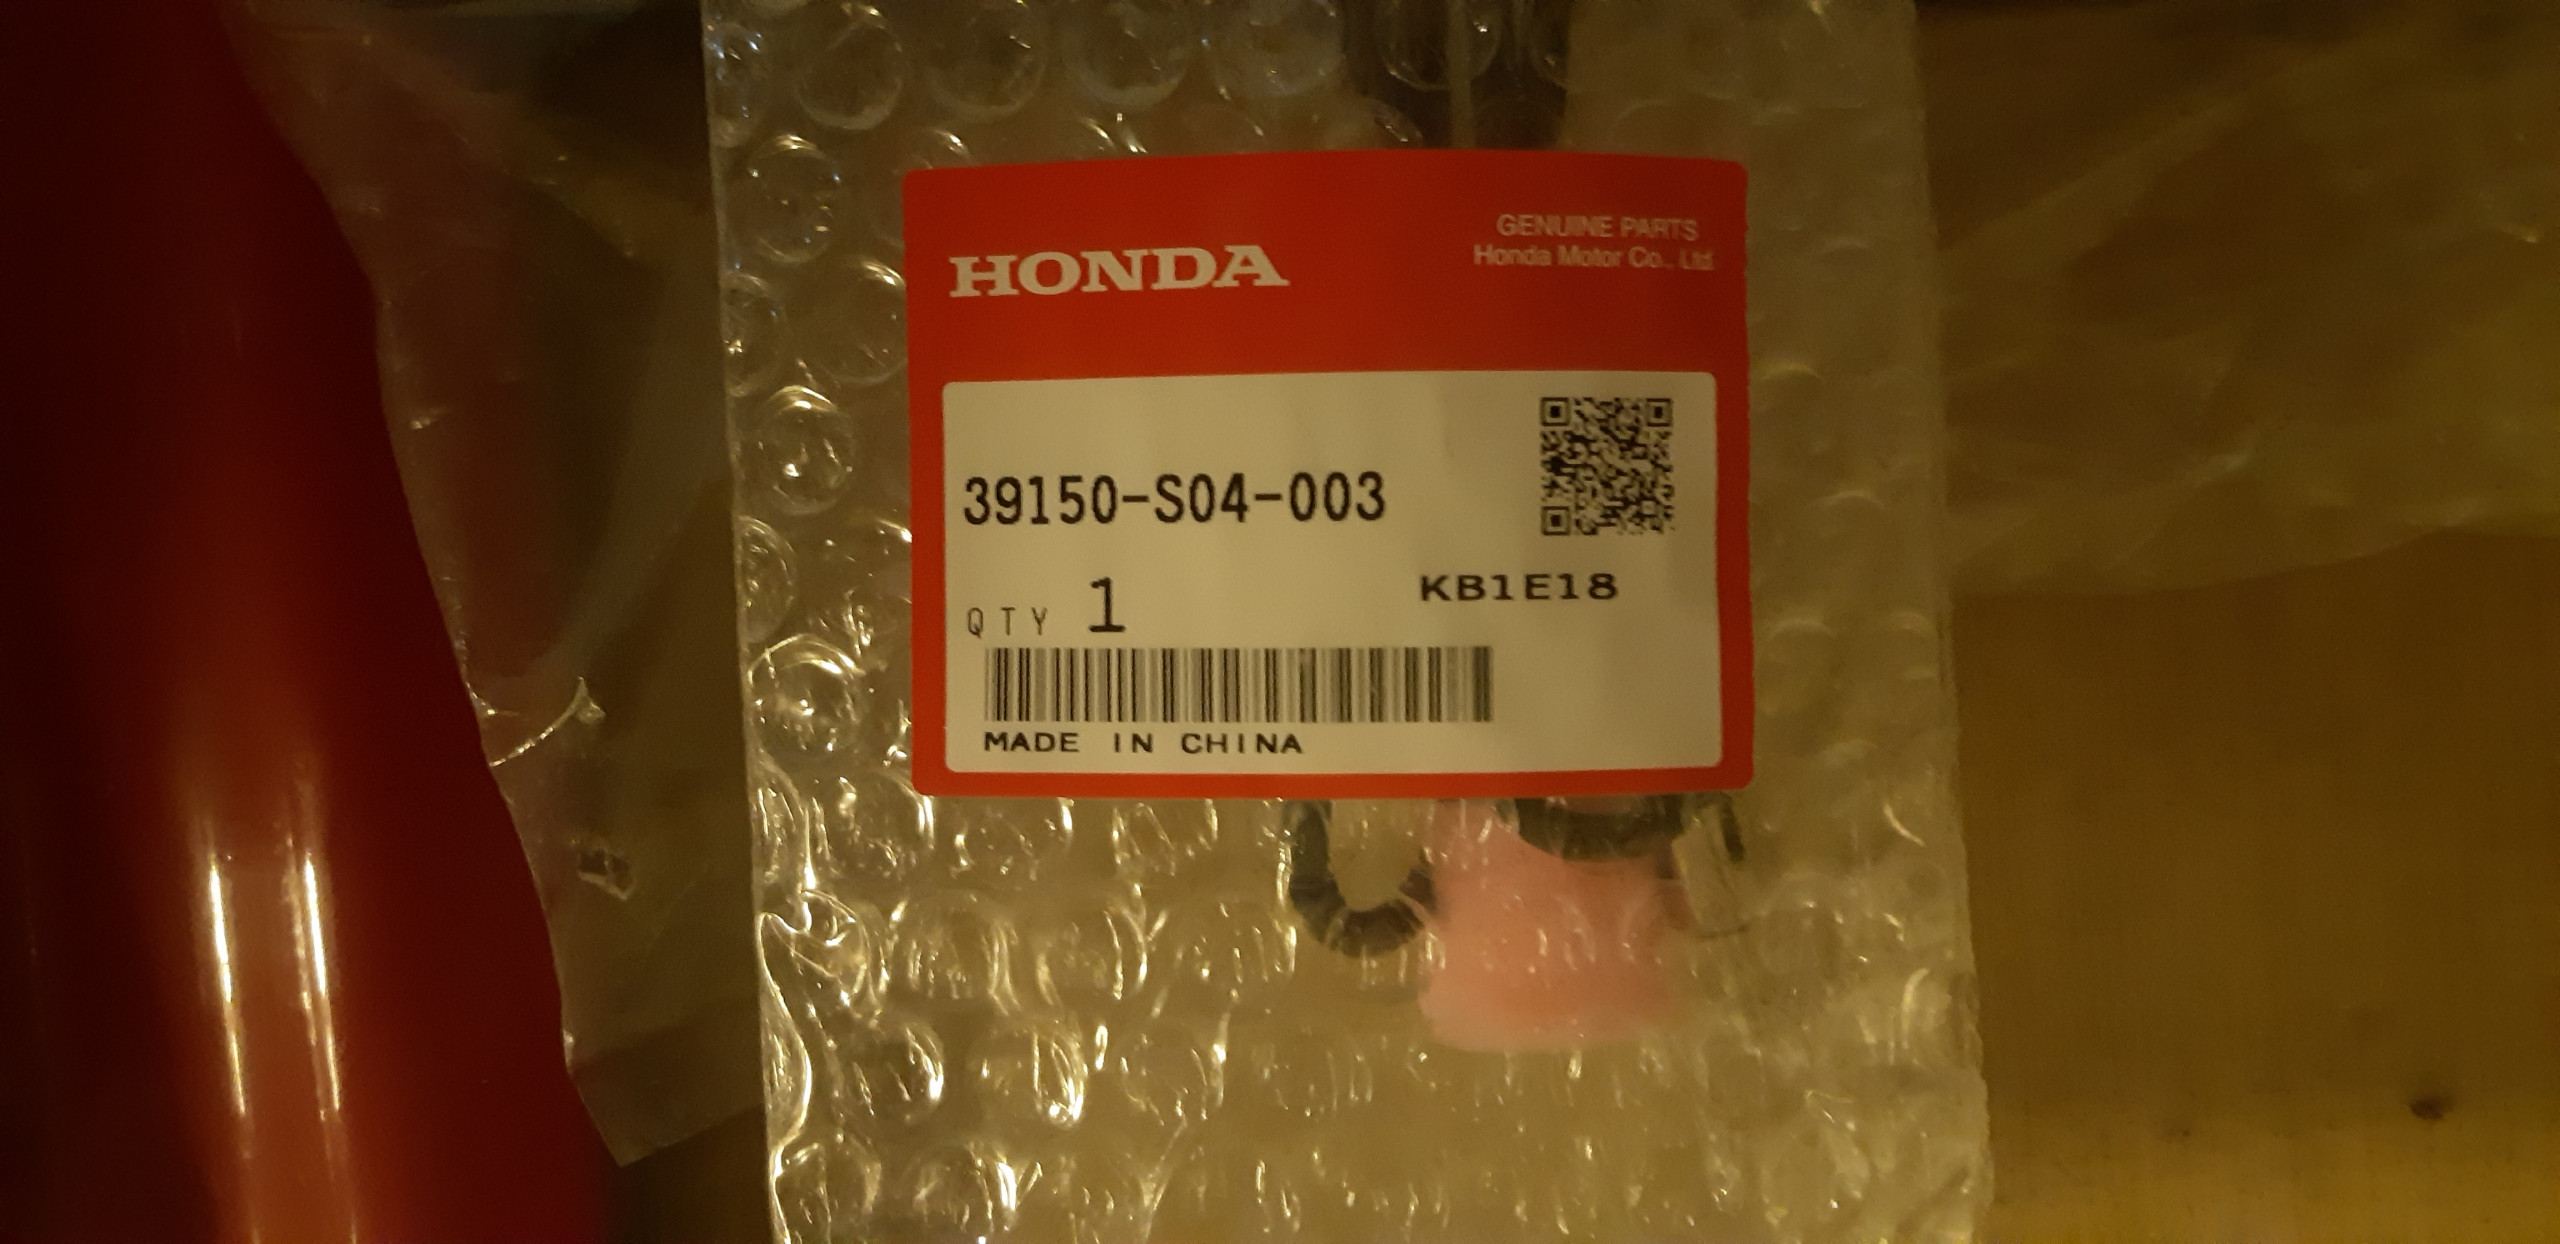 HONDA
GENUINE PARTS
Honda Motor Co., Ltd.
39150-S04-003
QTY 1
KB1E18
MADE IN CHINA